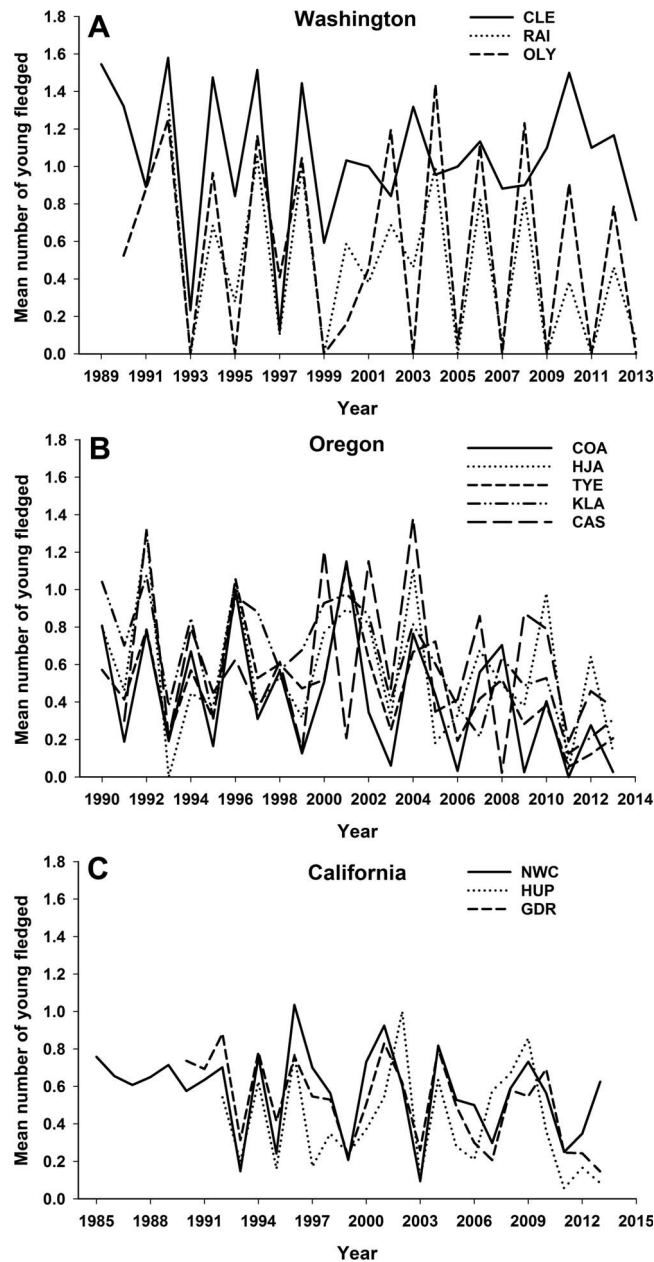 A
Washington
CLE
RAI
OLY
Mean number of young fledged
1.8
1.6
1.4
1.2
1.0
0.8
0.6
0.4
0.2
0.0
1989 1991 1993 1995 1997 1999 2001 2003 2005 2007 2009 2011 2013
Year
B
Oregon
COA
HJA
TYE
KLA
CAS
Mean number of young fledged
1.8
1.6
1.4
1.2
1.0
0.8
0.6
0.4
0.2
0.0
1990 1992 1994 1996 1998 2000 2002 2004 2006 2008 2010 2012 2014
Year
C
California
NWC
HUP
GDR
Mean number of young fledged
1.8
1.6
1.4
1.2
1.0
0.8
0.6
0.4
0.2
0.0
1985 1988 1991 1994 1997 2000 2003 2006 2009 2012 2015
Year